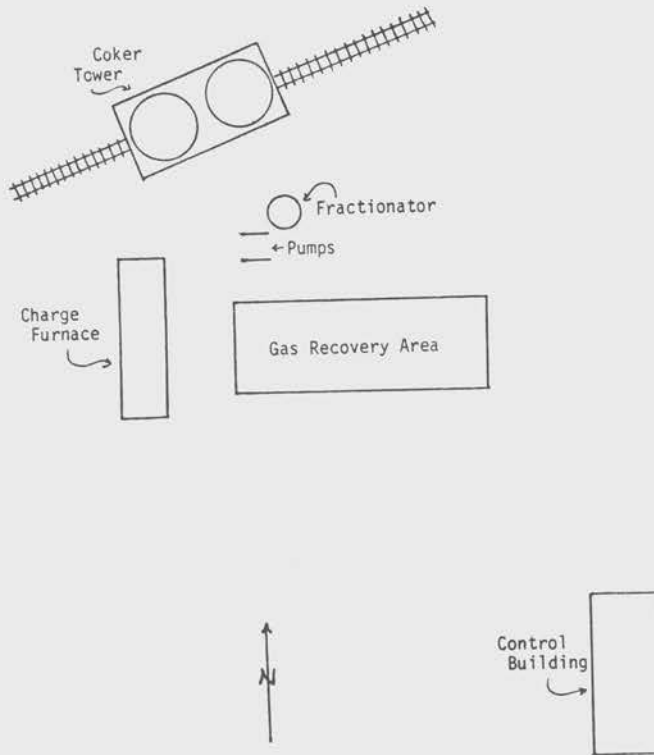 Coker
Tower
Fractionator
Pumps
Charge
Furnace
Gas Recovery Area
N
Control
Building